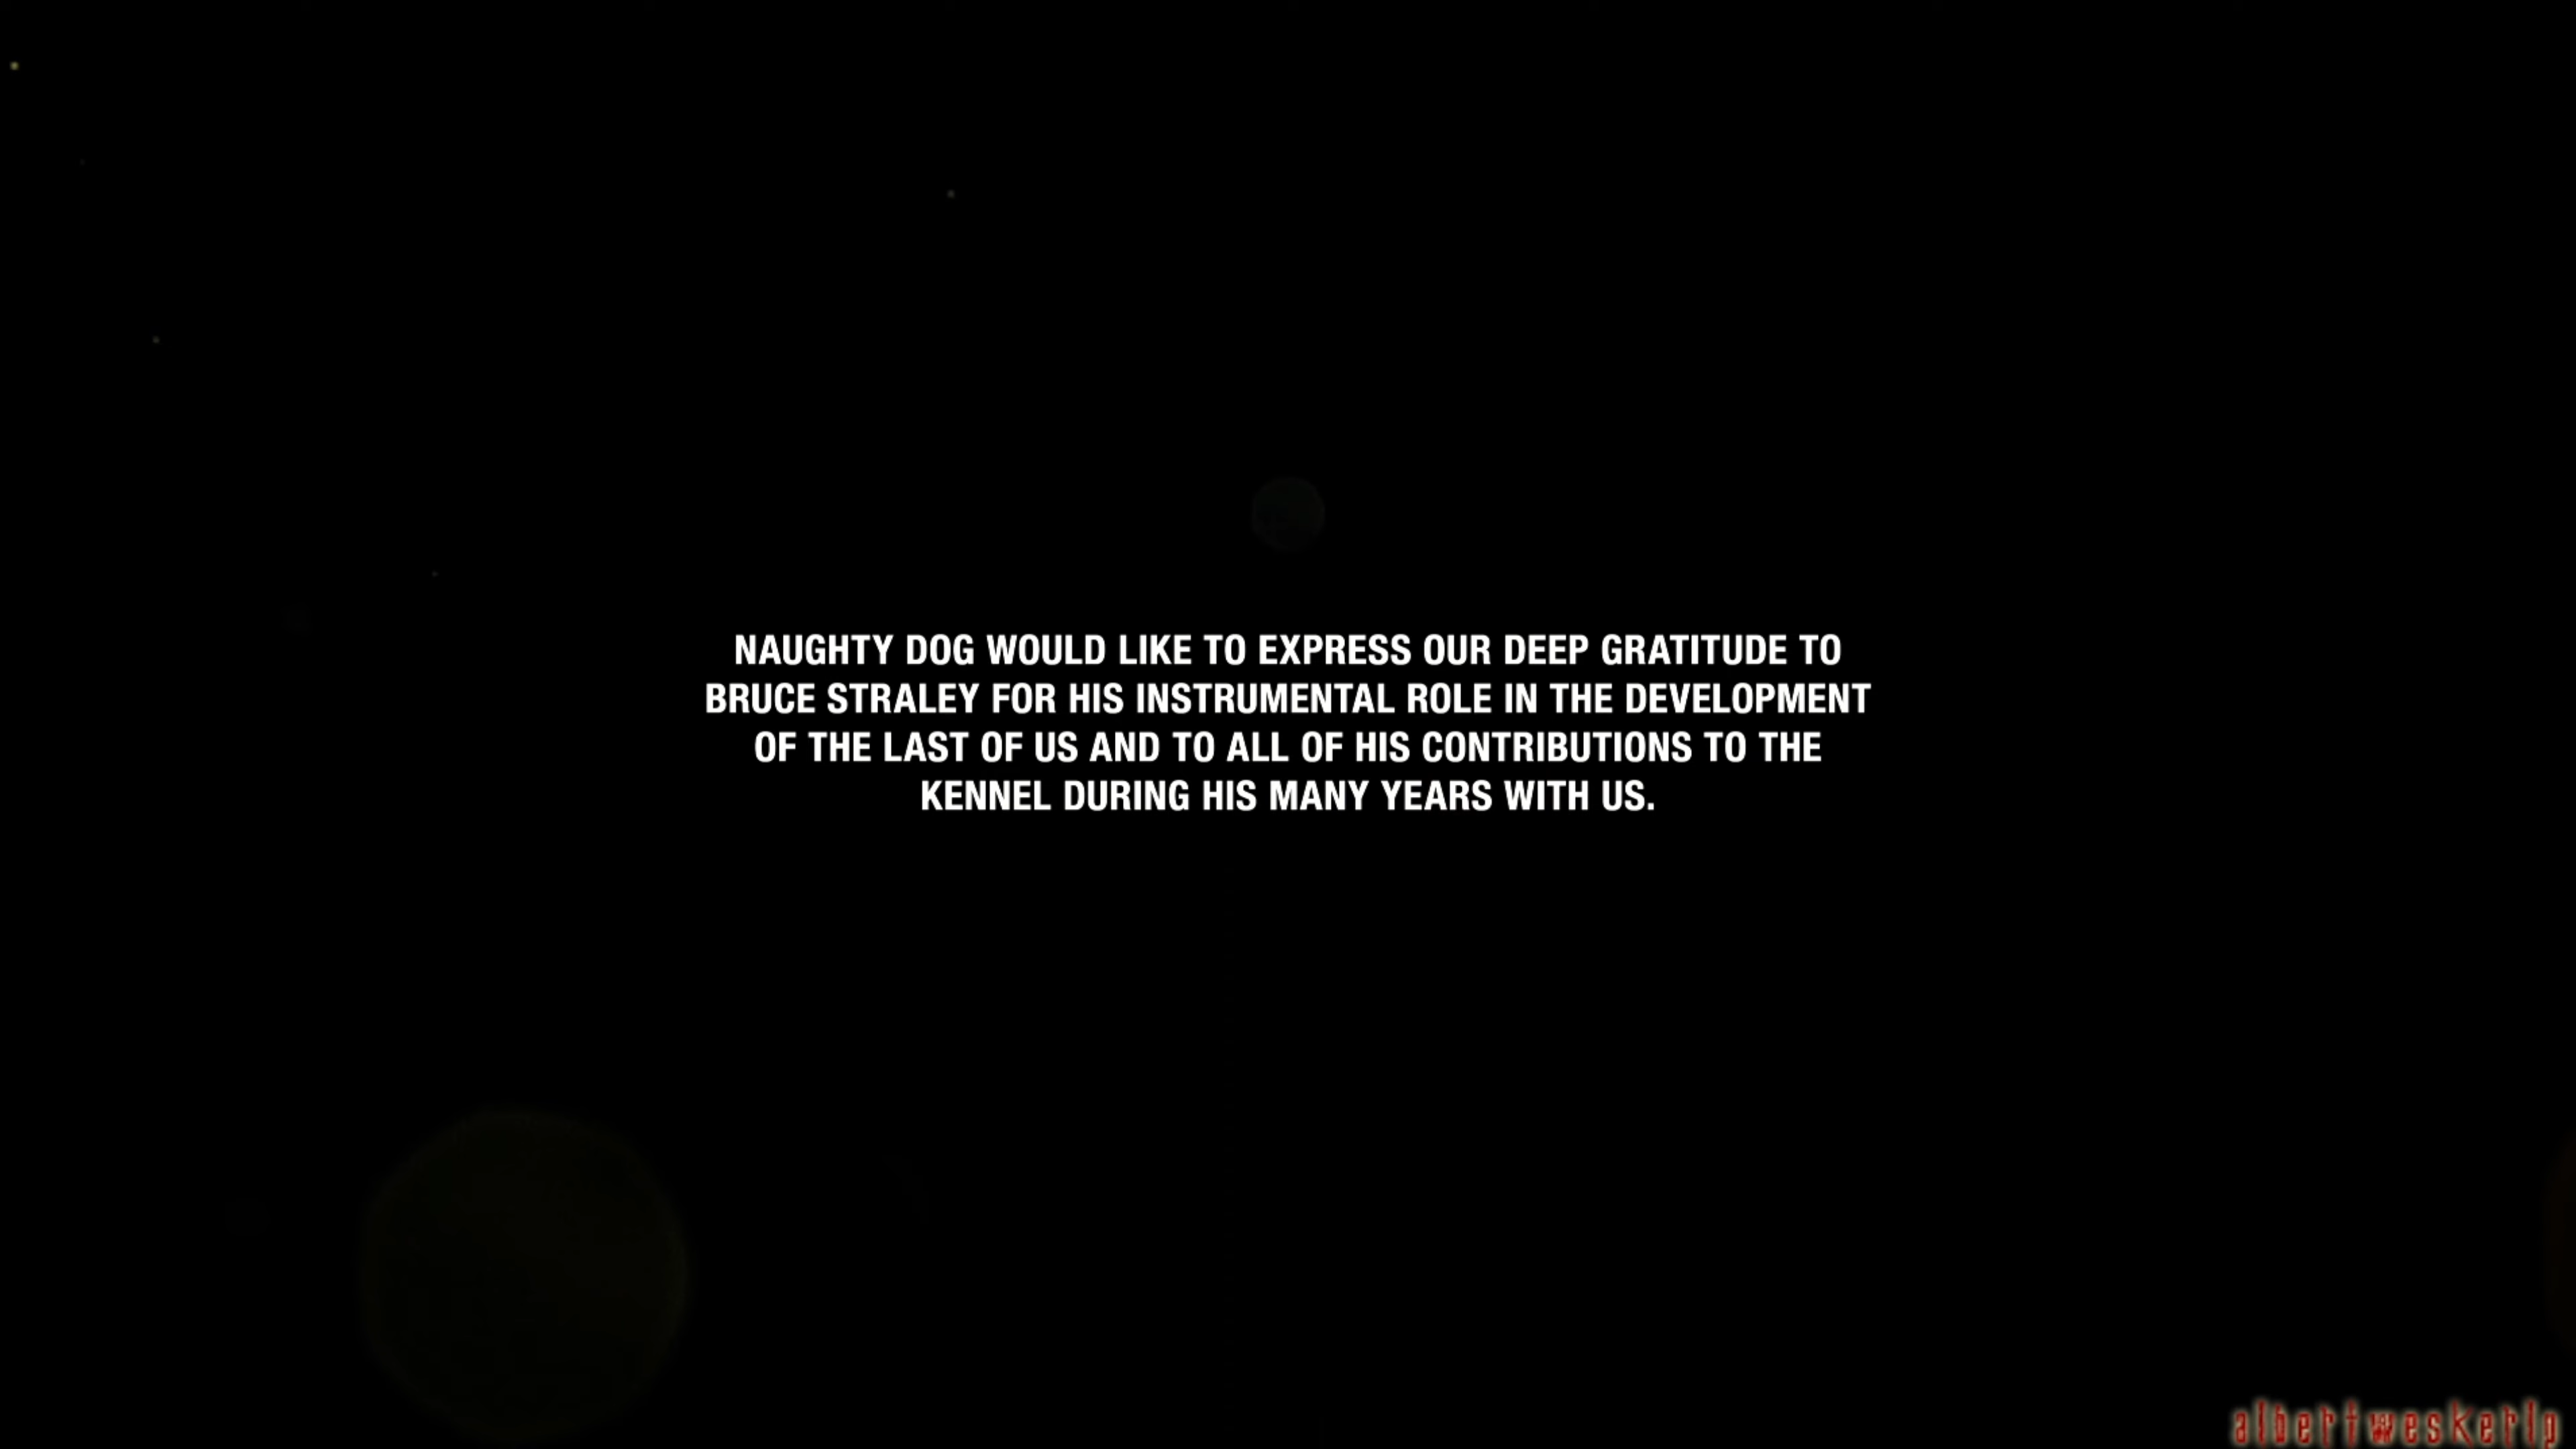 NAUGHTY DOG WOULD LIKE TO EXPRESS OUR DEEP GRATITUDE TO
BRUCE STRALEY FOR HIS INSTRUMENTAL ROLE IN THE DEVELOPMENT
OF THE LAST OF US AND TO ALL OF HIS CONTRIBUTIONS TO THE
KENNEL DURING HIS MANY YEARS WITH US.
albertweskerlp